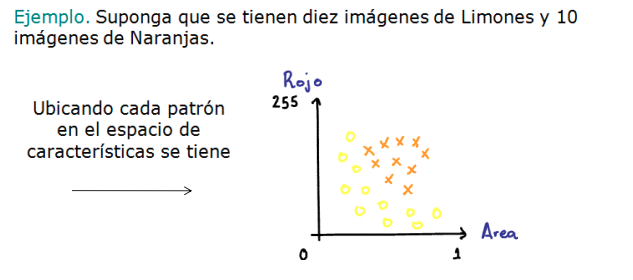 Ejemplo. Suponga que se tienen diez imágenes de Limones y 10
imágenes de Naranjas.
Ubicando cada patrón
en el espacio de
características se tiene
Rojo
255
0
1
Area